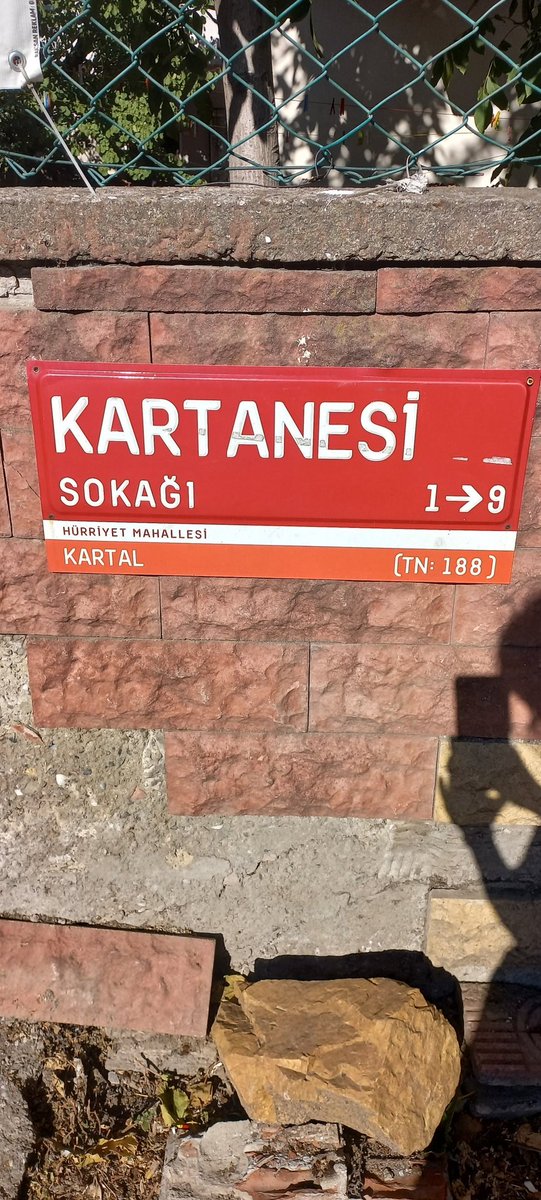 KARTANESİ
SOKAĞI 1→9
HÜRRİYET MAHALLESİ
KARTAL (TN: 188)